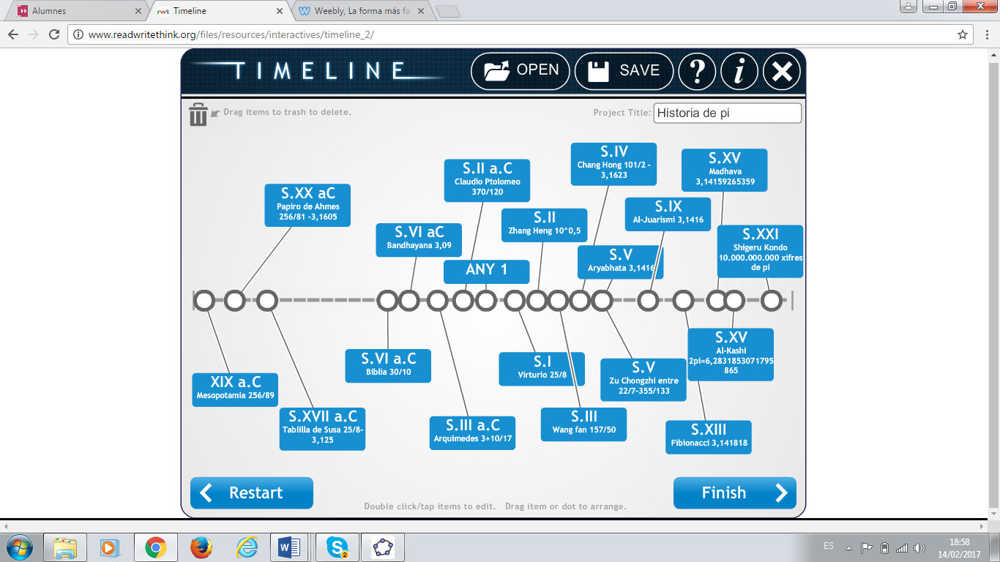 Alumnes
rwt Timeline
Weebly, La forma más fá
www.readwritethink.org/files/resources/interactives/timeline_2/
TIMELINE
OPEN
SAVE
?
i
Drag items to trash to delete.
Project Title:
Historia de pi
S.IV
Chang Hong 101/2 -
3,1623
S.XV
Madhava
3,14159265359
S.II a.C
Claudio Ptolomeo
370/120
S.XX aC
Papiro de Ahmes
256/81 -3,1605
S.IX
Al-Juarismi 3,1416
S.II
Zhang Heng 10^0,5
S.VI aC
Bandhayana 3,09
S.XXI
Shigeru Kondo
10.000.000.000 xifres
de pi
S.V
Aryabhata 3,1416
ANY 1
S.XV
Al-Kashi
2pi=6,2831853071795
865
S.VI a.C
Biblia 30/10
S.I
Virturio 25/8
S.V
Zu Chongzhi entre
22/7-355/133
XIX a.C
Mesopotamia 256/89
S.XVII a.C
Tablilla de Susa 25/8-
3,125
S.III a.C
Arquimedes 3+10/17
S.III
Wang fan 157/50
S.XIII
Fibionacci 3,141818
Restart
Finish
Double click/tap items to edit. Drag item or dot to arrange.
W
S
2
ES
18:58
14/02/2017